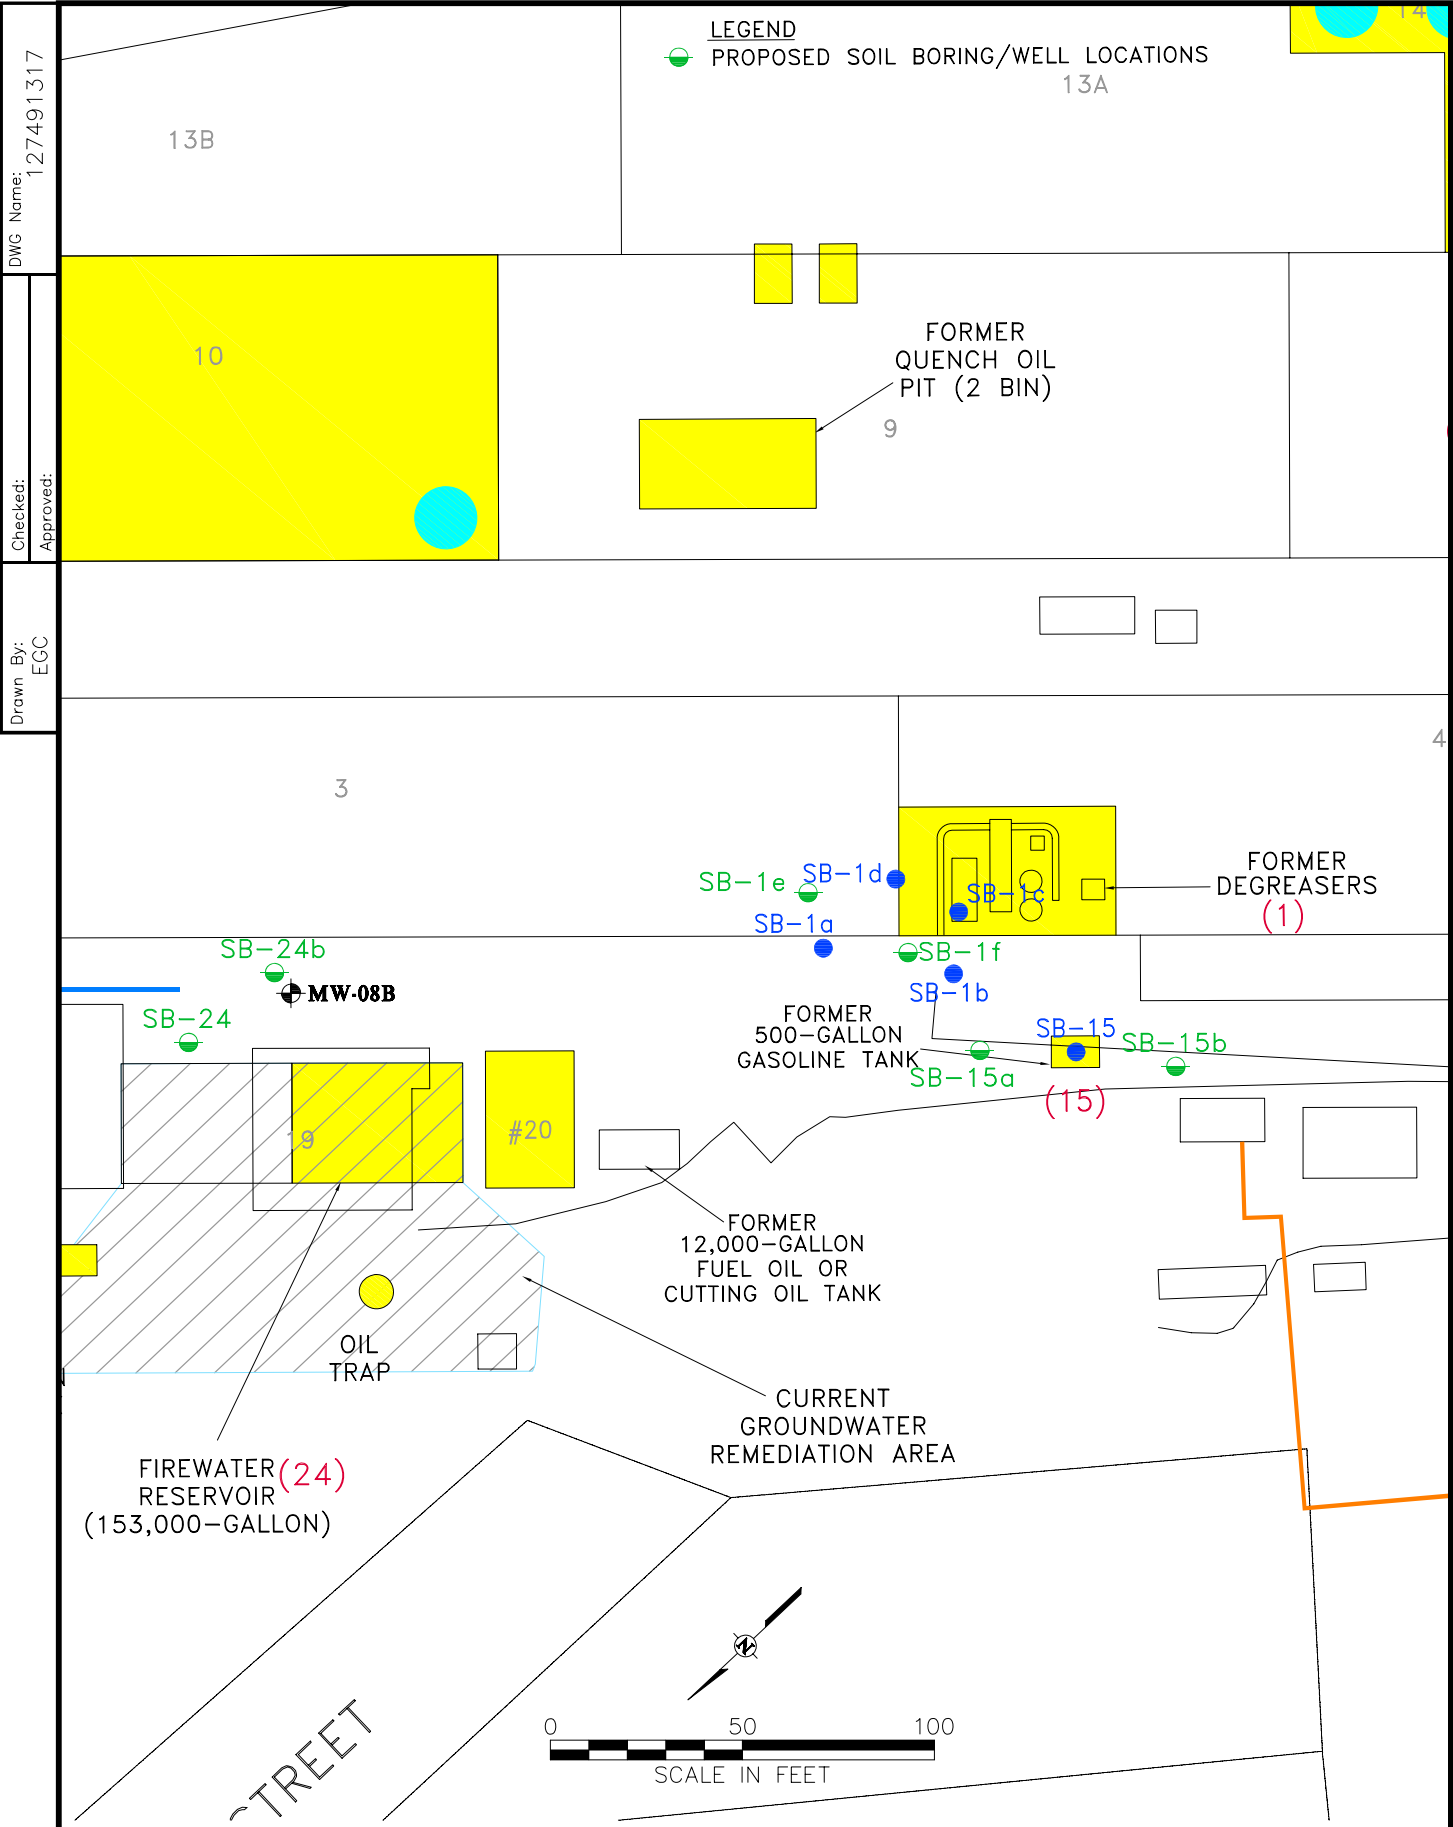 DWG Name:
127491317
Checked:
Approved:
Drawn By:
EGC
LEGEND
PROPOSED SOIL BORING/WELL LOCATIONS
14
13A
13B
10
FORMER
QUENCH OIL
PIT (2 BIN)
9
4
3
SB-1e
SB-1d
SB-1c
FORMER
DEGREASERS
(1)
SB-1a
SB-1f
SB-1b
SB-24b
MW-08B
SB-24
FORMER
500-GALLON
GASOLINE TANK
SB-15
SB-15b
SB-15a
(15)
19
#20
FORMER
12,000-GALLON
FUEL OIL OR
CUTTING OIL TANK
OIL
TRAP
CURRENT
GROUNDWATER
REMEDIATION AREA
FIREWATER (24)
RESERVOIR
(153,000-GALLON)
N
STREET
0 50 100
SCALE IN FEET